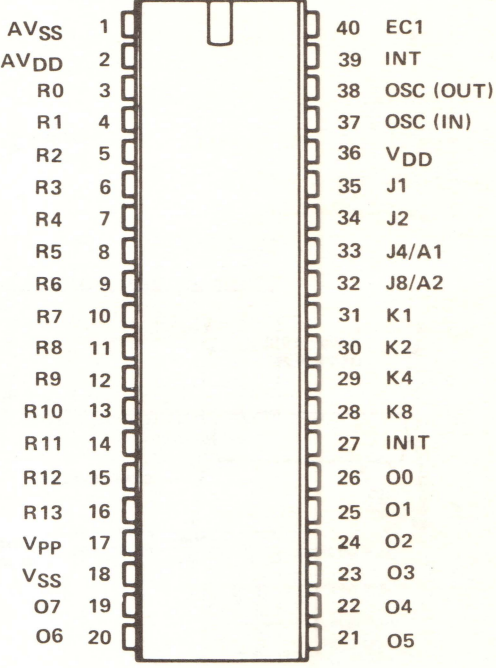 AVSS 1 40 EC1
AVDD 2 39 INT
R0 3 38 OSC (OUT)
R1 4 37 OSC (IN)
R2 5 36 VDD
R3 6 35 J1
R4 7 34 J2
R5 8 33 J4/A1
R6 9 32 J8/A2
R7 10 31 K1
R8 11 30 K2
R9 12 29 K4
R10 13 28 K8
R11 14 27 INIT
R12 15 26 O0
R13 16 25 O1
VPP 17 24 O2
VSS 18 23 O3
O7 19 22 O4
O6 20 21 O5